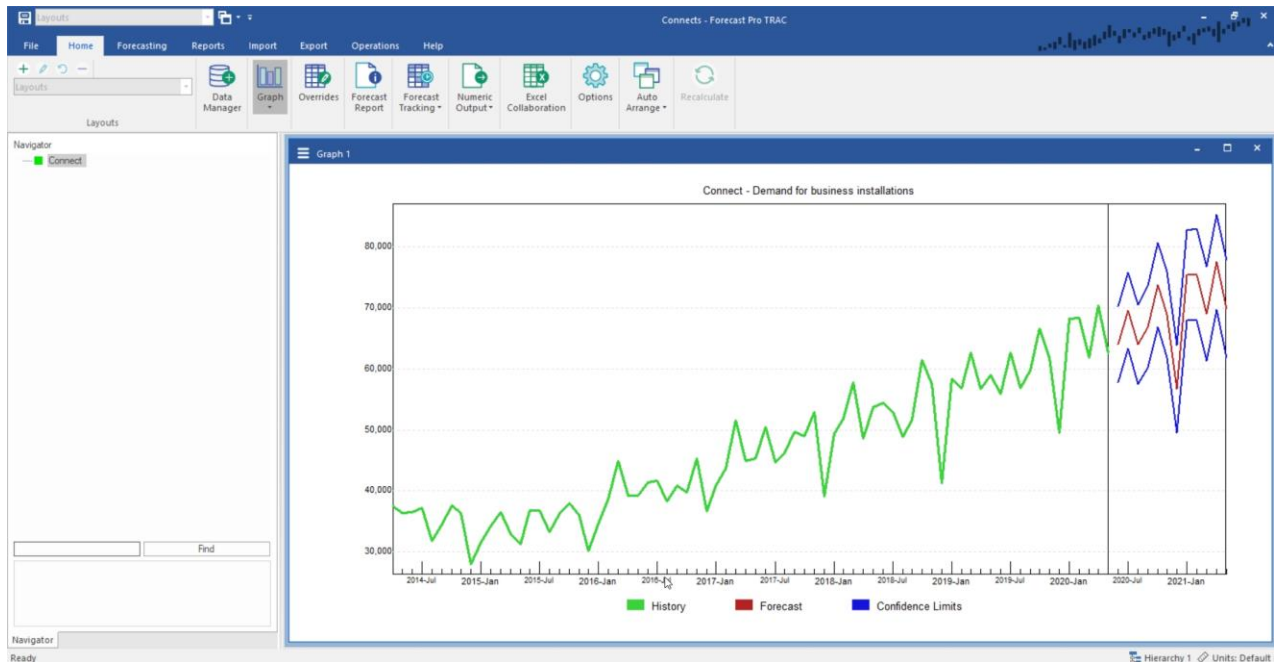 Layouts
Connects - Forecast Pro TRAC
File Home Forecasting Reports Import Export Operations Help
Layouts
Data Manager
Graph
Overrides
Forecast Report
Forecast Tracking
Numeric Output
Excel Collaboration
Options
Auto Arrange
Recalculate
Layouts
Navigator
Connect
Graph 1
Connect - Demand for business installations
80,000
70,000
60,000
50,000
40,000
30,000
2014-Jul 2015-Jan 2015-Jul 2016-Jan 2016-Jul 2017-Jan 2017-Jul 2018-Jan 2018-Jul 2019-Jan 2019-Jul 2020-Jan 2020-Jul 2021-Jan
History Forecast Confidence Limits
Find
Navigator
Ready
Hierarchy 1 Units: Default